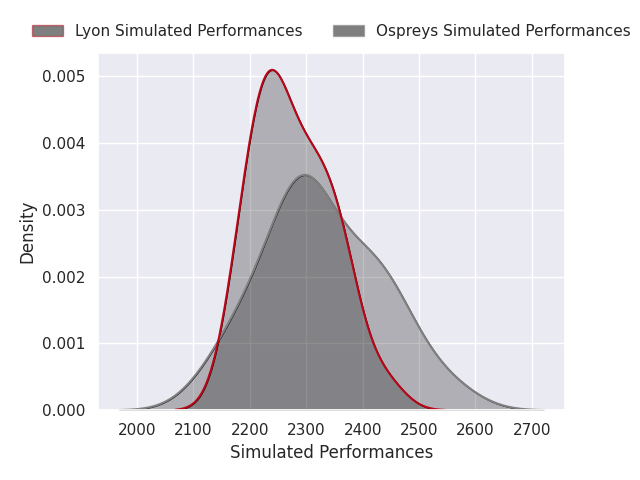 Lyon Simulated Performances Ospreys Simulated Performances
0.005
0.004
0.003
0.002
0.001
0.000
Density
2000 2100 2200 2300 2400 2500 2600 2700
Simulated Performances